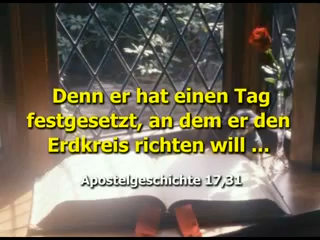 Denn er hat einen Tag
festgesetzt, an dem er den
Erdkreis richten will ...
Apostelgeschichte 17,31